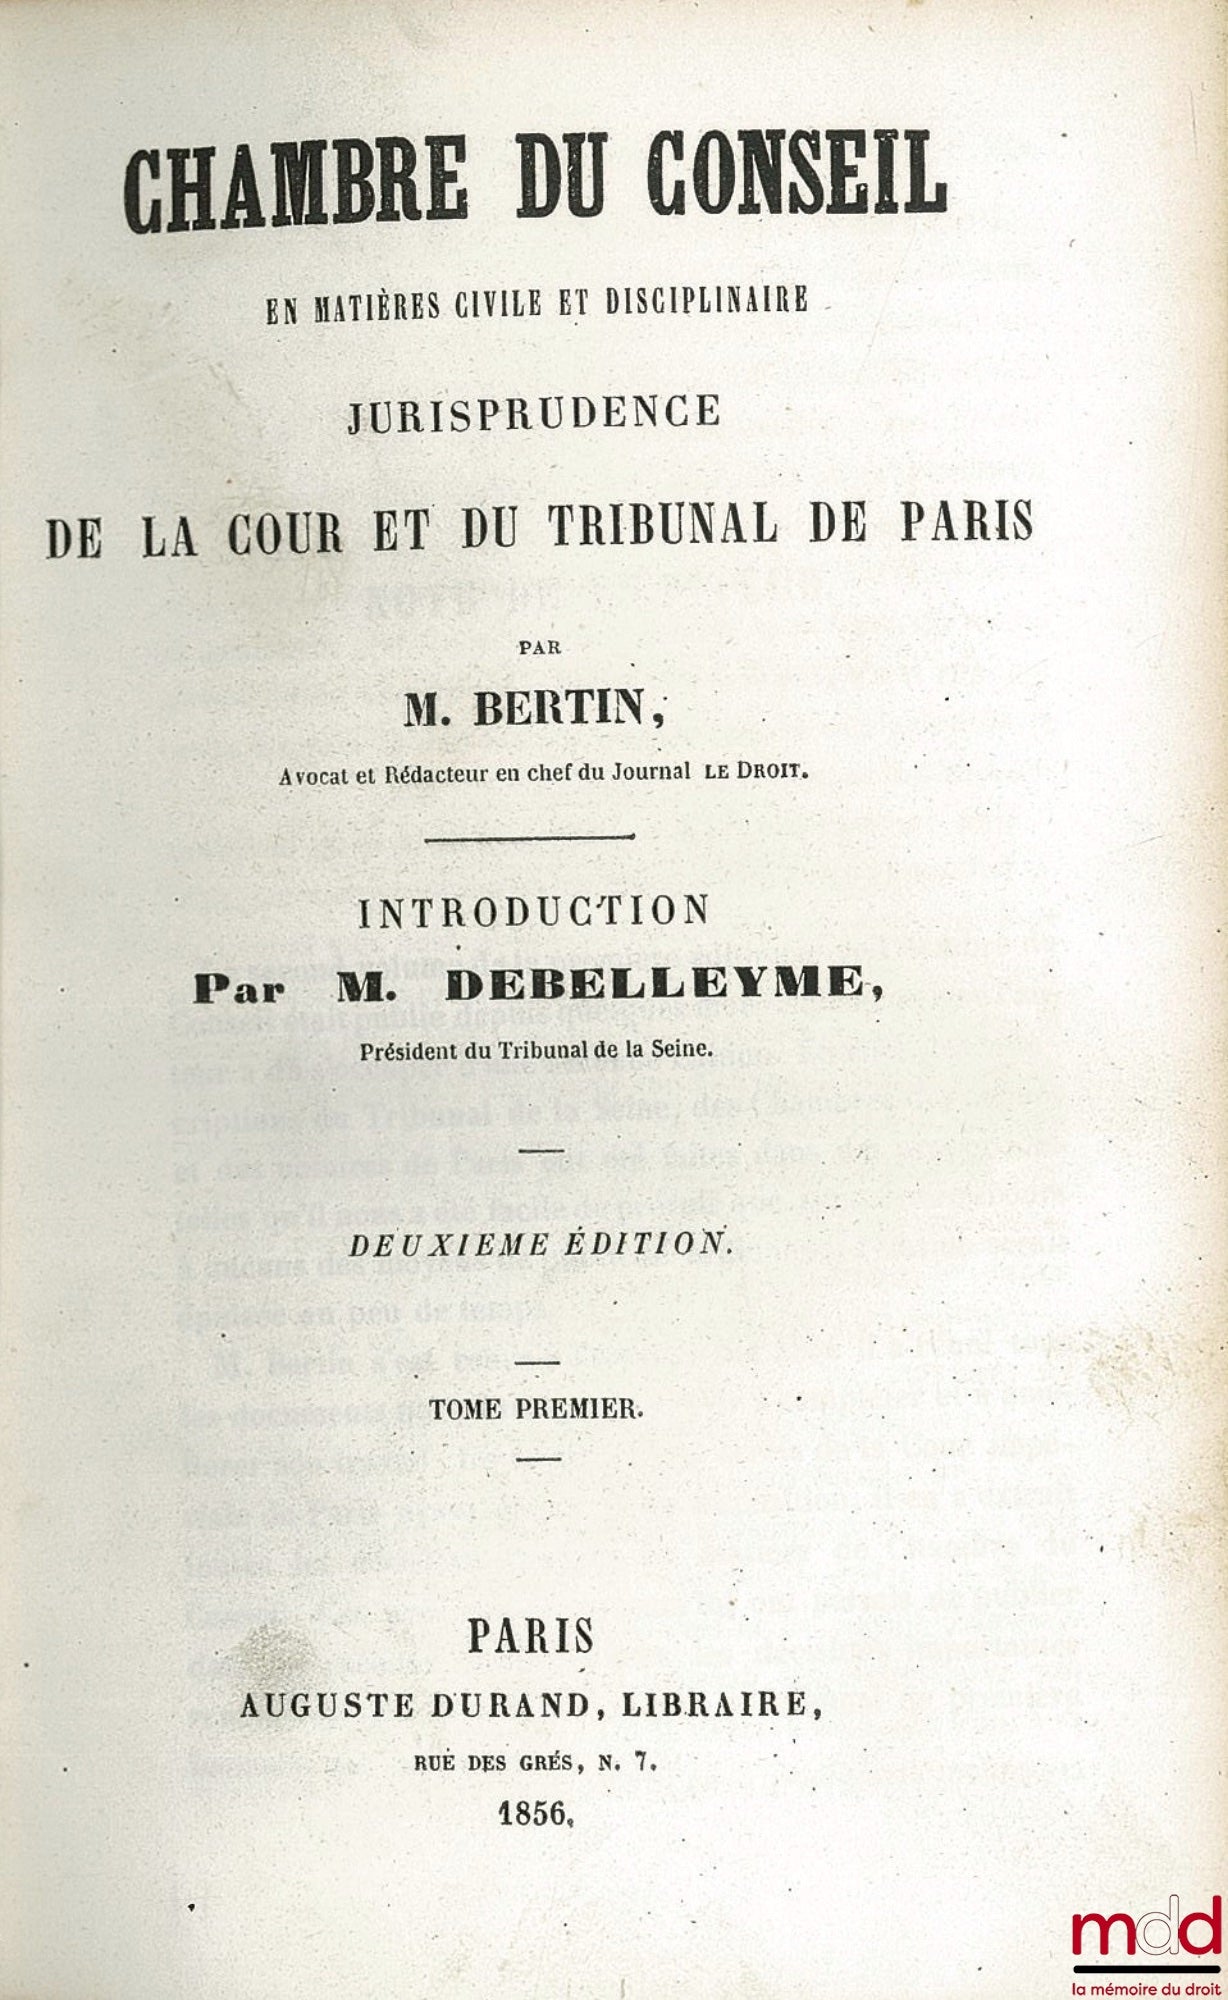 CHAMBRE DU CONSEIL
EN MATIÈRES CIVILE ET DISCIPLINAIRE
JURISPRUDENCE
DE LA COUR ET DU TRIBUNAL DE PARIS
PAR
M. BERTIN,
Avocat et Rédacteur en chef du Journal LE DROIT.
INTRODUCTION
Par M. DEBELLEYME,
Président du Tribunal de la Seine.
DEUXIEME ÉDITION.
TOME PREMIER.
PARIS
AUGUSTE DURAND, LIBRAIRE,
RUE DES GRÉS, N. 7.
1856.
mdd
la mémoire du droit